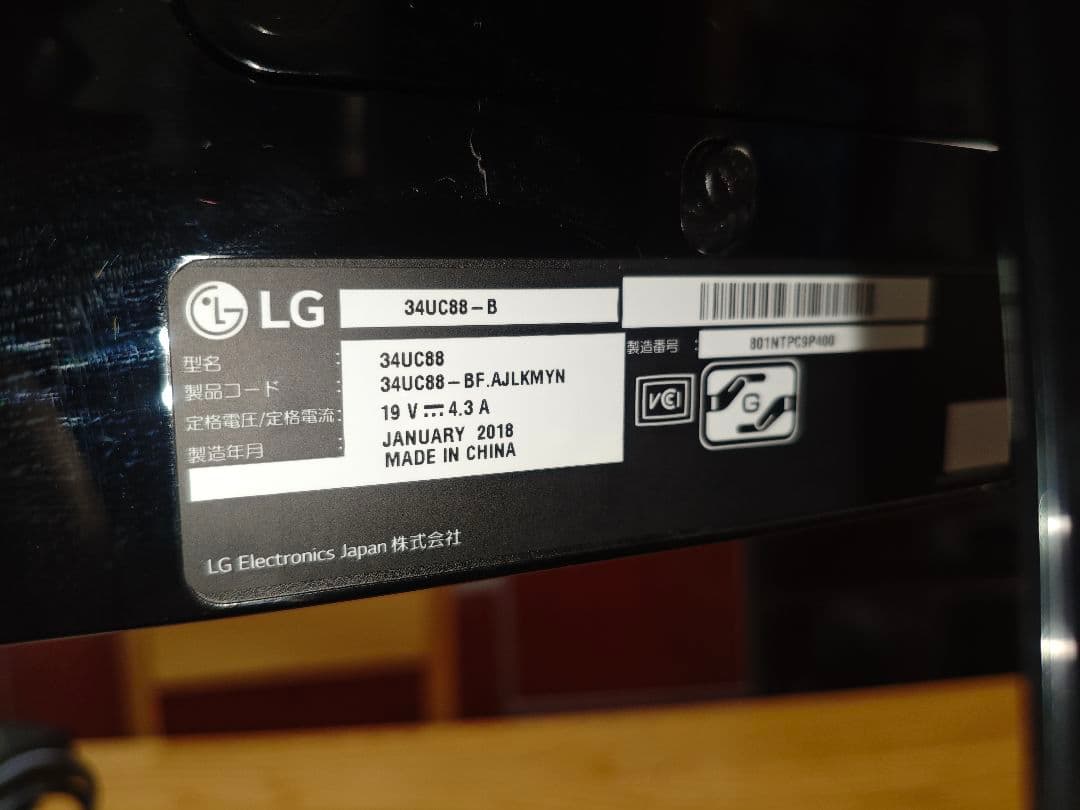 LG 34UC88-B
型名 : 34UC88
製品コード : 34UC88-BF.AJLKMYN
定格電圧/定格電流 : 19 V ⎓ 4.3 A
製造年月 : JANUARY 2018
MADE IN CHINA
製造番号 : 801NTPC9P400
VCI
G
LG Electronics Japan 株式会社